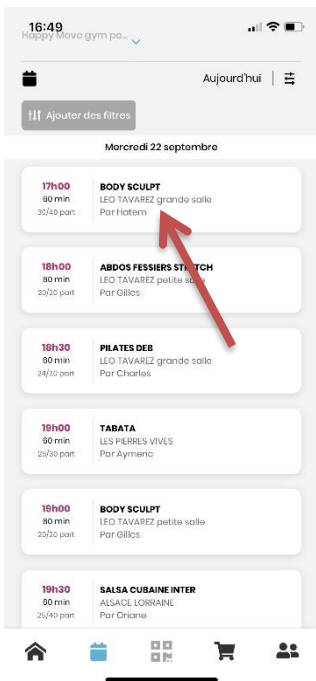 16:49
Happy Move gym po...
Aujourd'hui
Ajouter des filtres
Mercredi 22 septembre
17h00
60 min
30/40 part
BODY SCULPT
LEO TAVAREZ grande salle
Par Hatem
18h00
60 min
20/20 part
ABDOS FESSIERS STRETCH
LEO TAVAREZ petite salle
Par Gilles
18h30
60 min
24/30 part
PILATES DEB
LEO TAVAREZ grande salle
Par Charles
19h00
60 min
25/30 part
TABATA
LES PIERRES VIVES
Par Aymeric
19h00
60 min
20/20 part
BODY SCULPT
LEO TAVAREZ petite salle
Par Gilles
19h30
60 min
25/40 part
SALSA CUBAINE INTER
ALSACE LORRAINE
Par Oriane